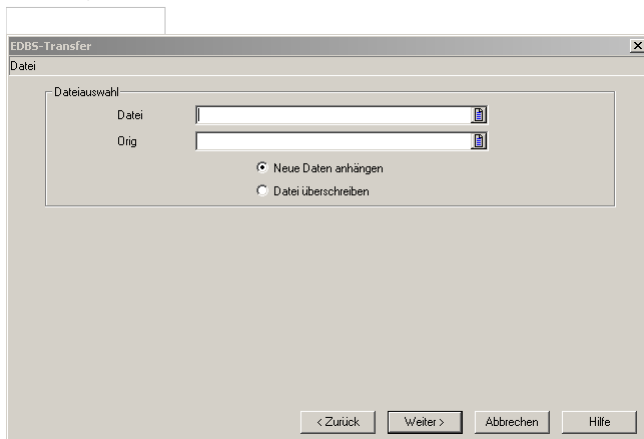 EDBS-Transfer
Datei
Dateiauswahl
Datei
Orig
Neue Daten anhängen
Datei überschreiben
< Zurück
Weiter >
Abbrechen
Hilfe